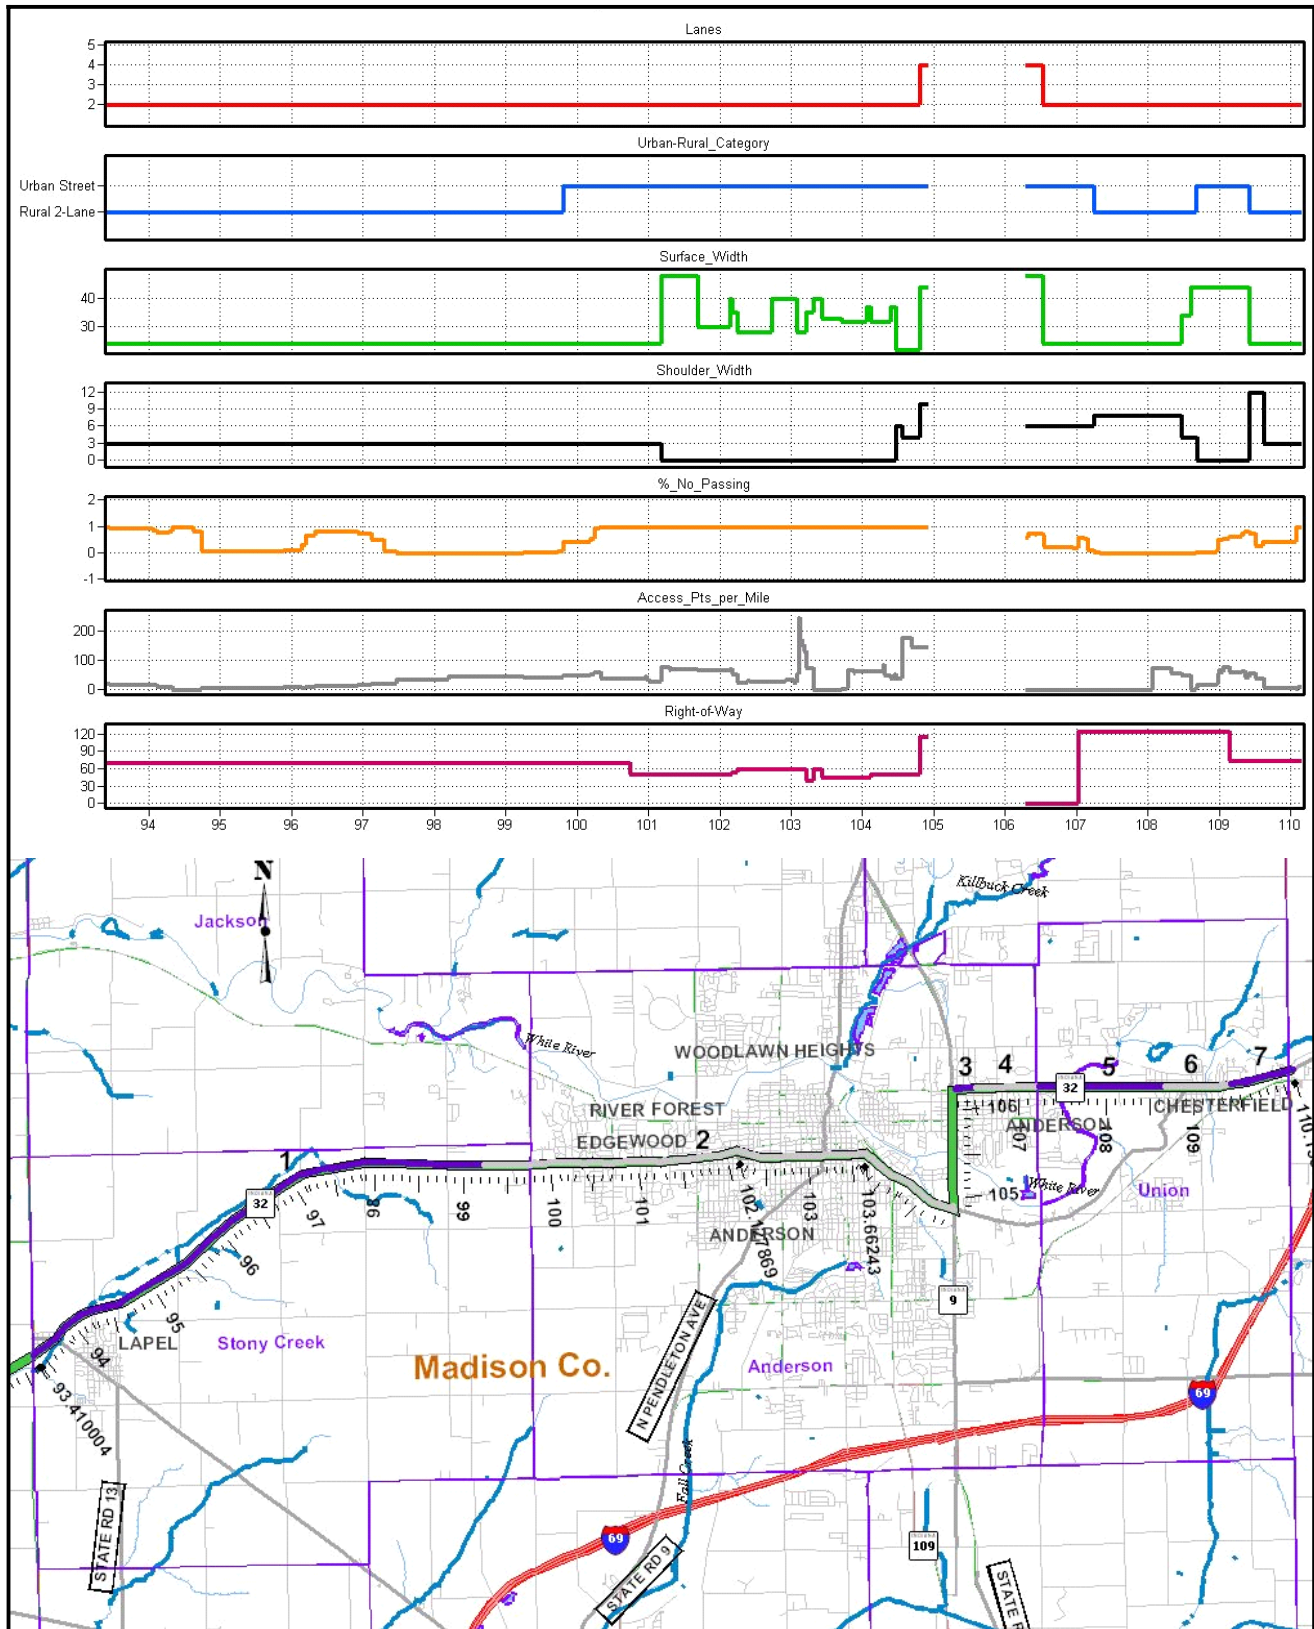 Lanes
5
4
3
2
Urban-Rural_Category
Urban Street
Rural 2-Lane
Surface_Width
40
30
Shoulder_Width
12
9
6
3
0
%_No_Passing
2
1
0
-1
Access_Pts_per_Mile
200
100
0
Right-of-Way
120
90
60
30
0
94 95 96 97 98 99 100 101 102 103 104 105 106 107 108 109 110
N
Jackson
Killbuck Creek
White River
WOODLAWN HEIGHTS
RIVER FOREST
EDGEWOOD 2
3 4 5 6 7
INDIANA 32
106
CHESTERFIELD
ANDERSON
107
108
109
105
White River
Union
1
INDIANA 32
97
98
99
100
101
103
103.66243
ANDERSON
96
95
94
93.410004
LAPEL
Stony Creek
Madison Co.
N PENDLETON AVE
Anderson
INDIANA 9
69
Fall Creek
STATE RD 13
69
STATE RD 9
INDIANA 109